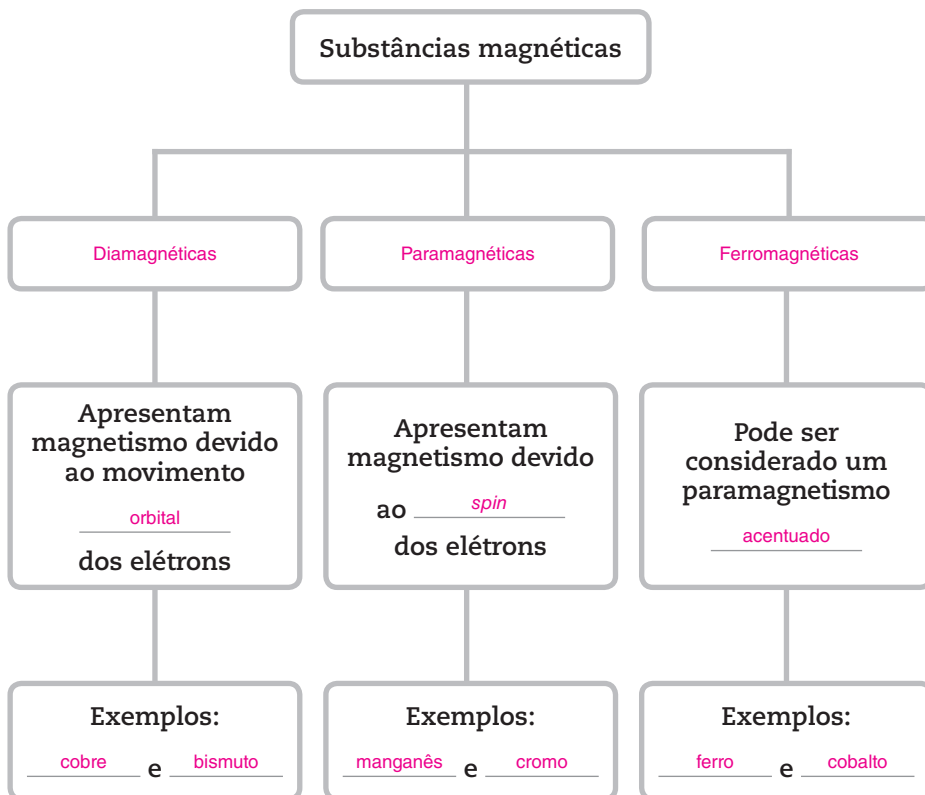 Substâncias magnéticas
Diamagnéticas
Paramagnéticas
Ferromagnéticas
Apresentam
magnetismo devido
ao movimento
orbital
dos elétrons
Apresentam
magnetismo devido
ao spin
dos elétrons
Pode ser
considerado um
paramagnetismo
acentuado
Exemplos:
cobre e bismuto
Exemplos:
manganês e cromo
Exemplos:
ferro e cobalto